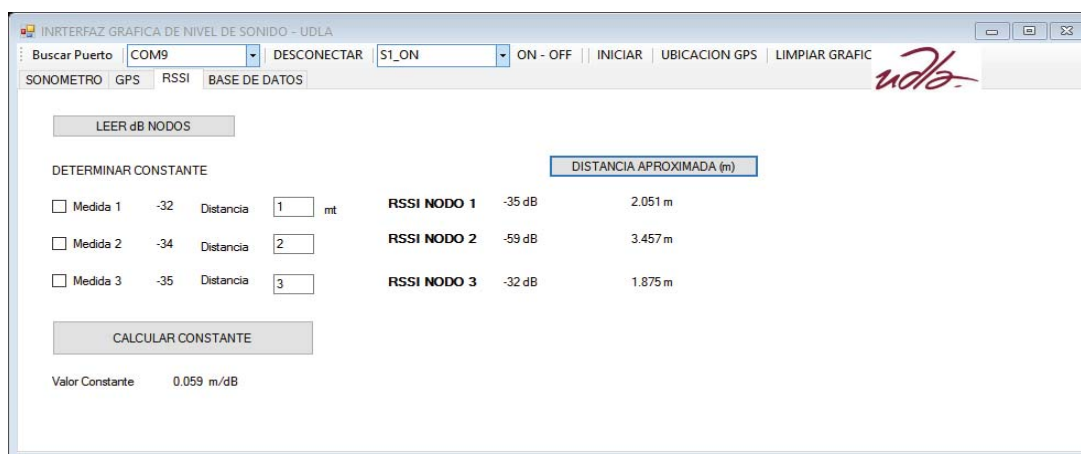 INRTERFAZ GRAFICA DE NIVEL DE SONIDO - UDLA
Buscar Puerto COM9 DESCONECTAR S1_ON ON - OFF INICIAR UBICACION GPS LIMPIAR GRAFIC
udla-
SONOMETRO GPS RSSI BASE DE DATOS
LEER dB NODOS
DETERMINAR CONSTANTE DISTANCIA APROXIMADA (m)
Medida 1 -32 Distancia 1 mt RSSI NODO 1 -35 dB 2.051 m
Medida 2 -34 Distancia 2 RSSI NODO 2 -59 dB 3.457 m
Medida 3 -35 Distancia 3 RSSI NODO 3 -32 dB 1.875 m
CALCULAR CONSTANTE
Valor Constante 0.059 m/dB